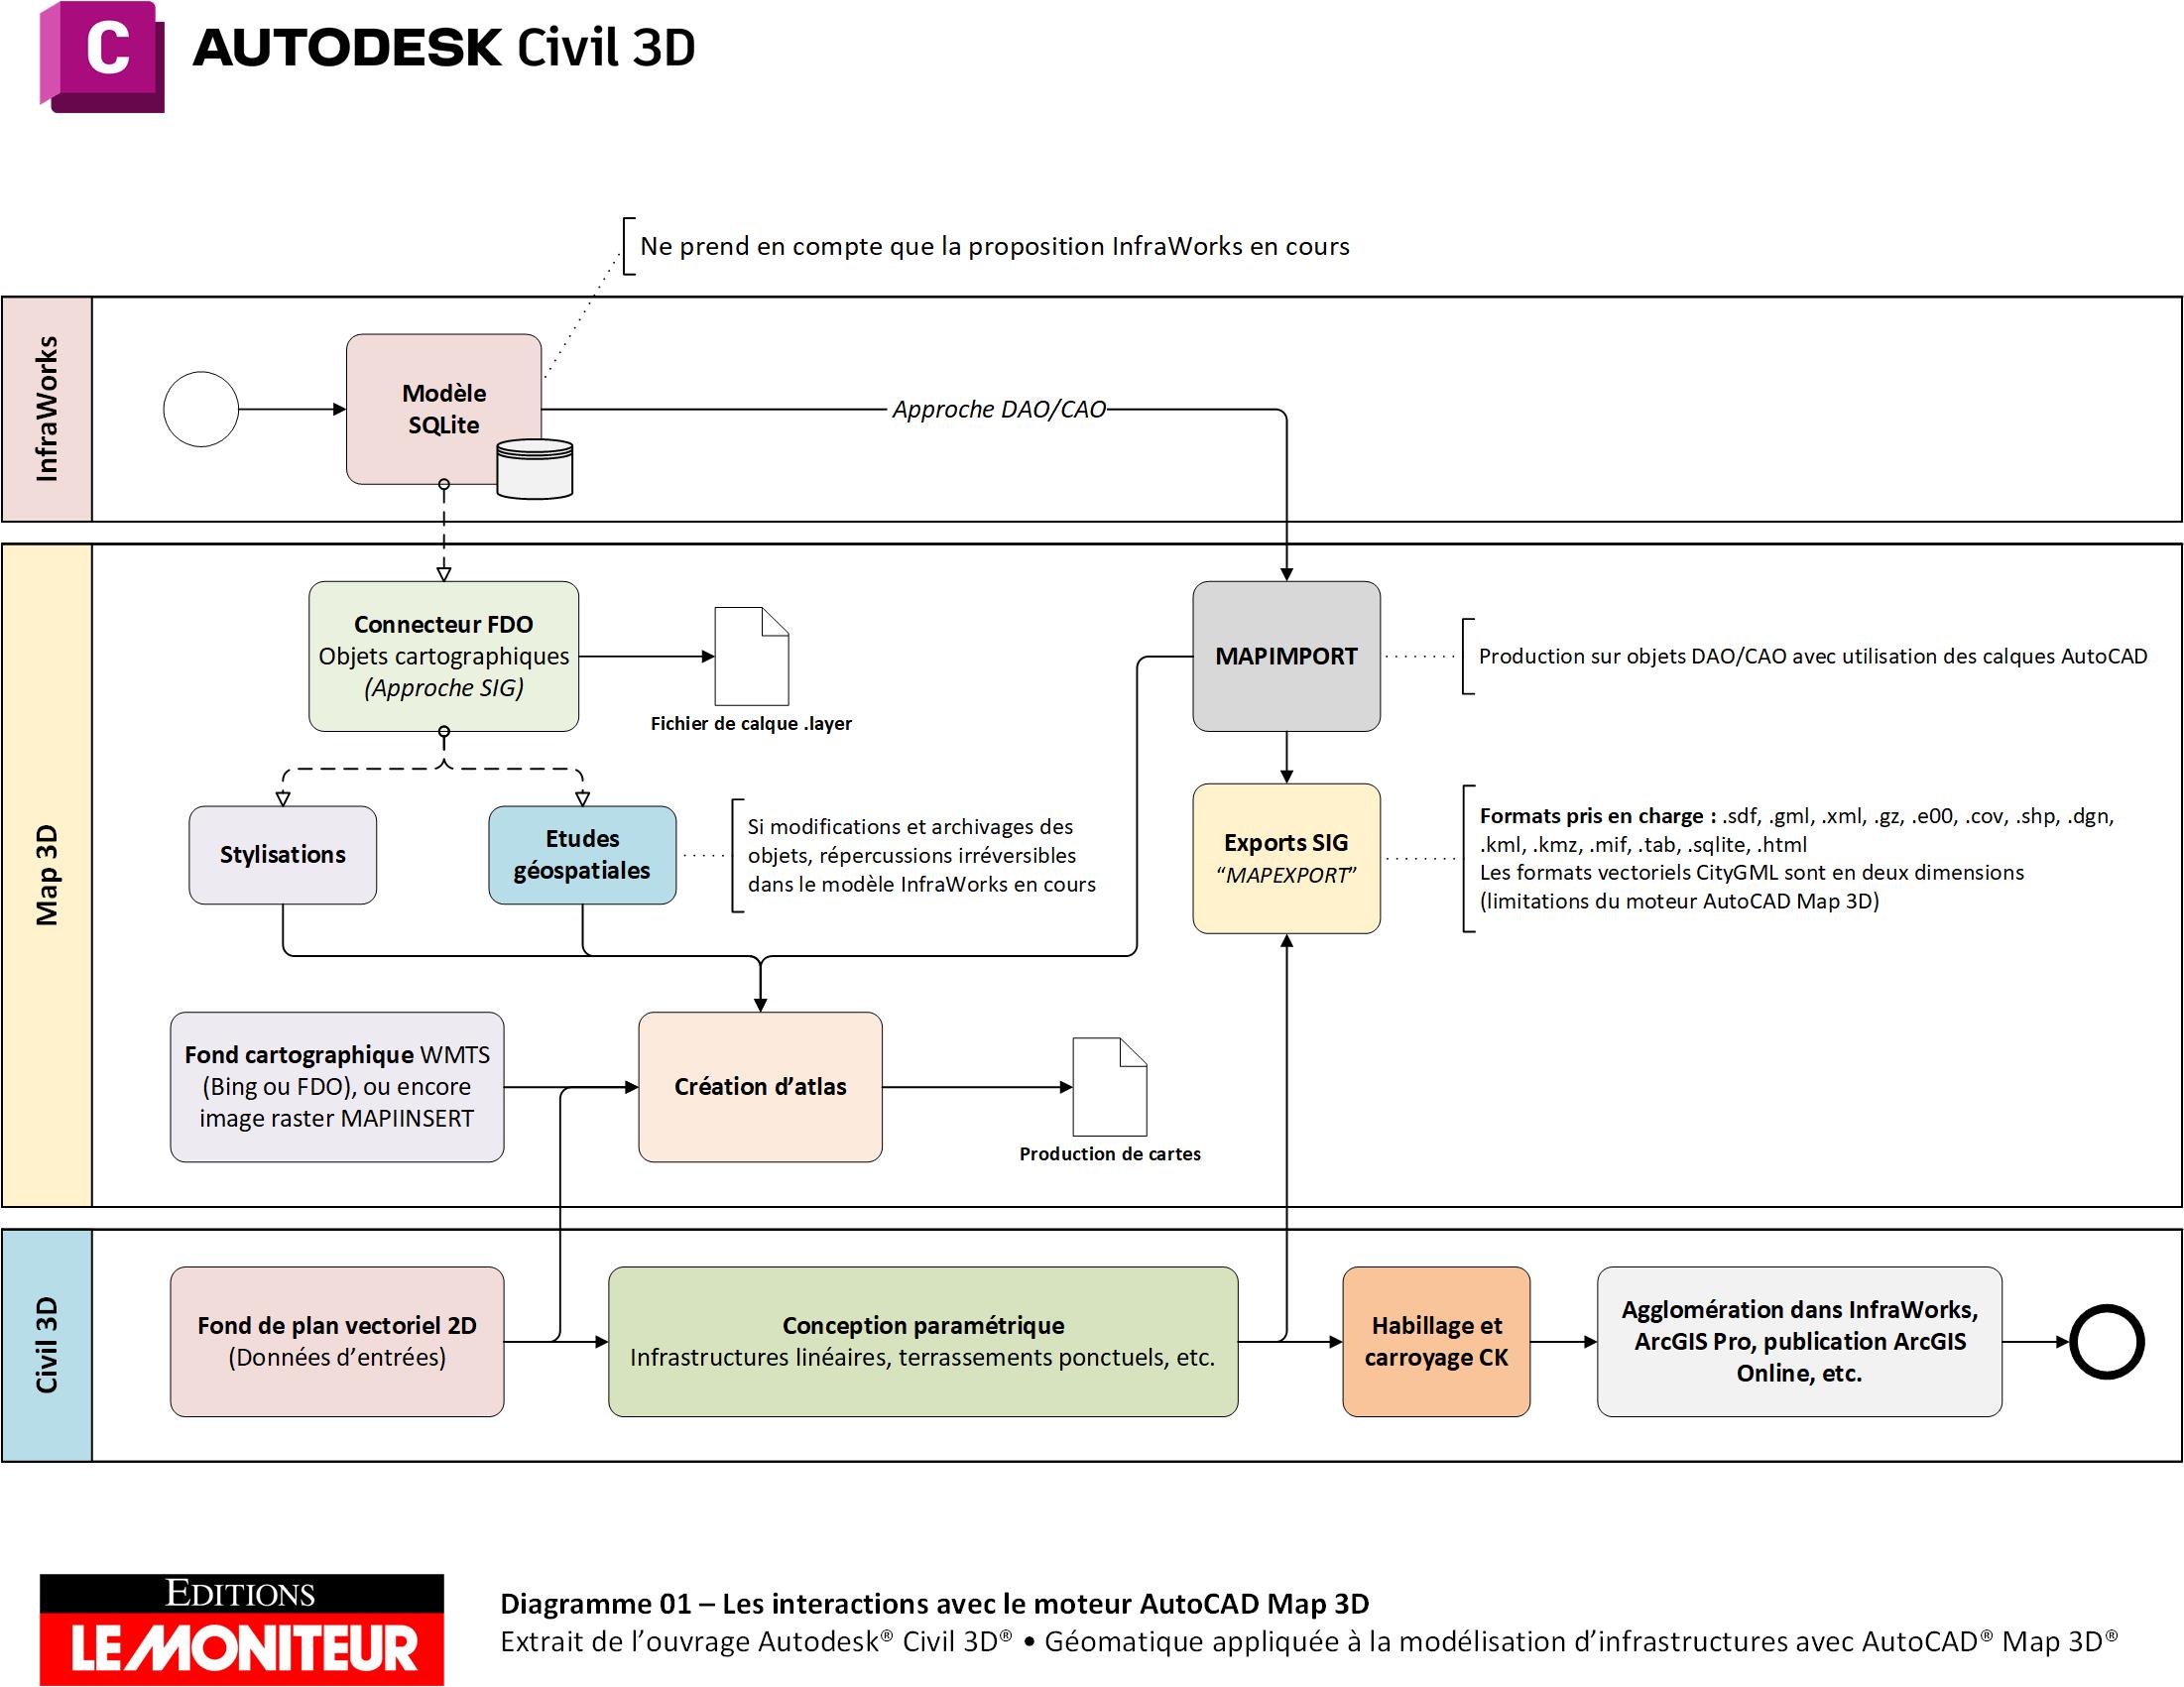 C
AUTODESK Civil 3D
Ne prend en compte que la proposition InfraWorks en cours
InfraWorks
Modèle
SQLite
Approche DAO/CAO
Map 3D
Connecteur FDO
Objets cartographiques
(Approche SIG)
Fichier de calque .layer
MAPIMPORT
Production sur objets DAO/CAO avec utilisation des calques AutoCAD
Stylisations
Etudes
géospatiales
Si modifications et archivages des
objets, répercussions irréversibles
dans le modèle InfraWorks en cours
Exports SIG
“MAPEXPORT”
Formats pris en charge : .sdf, .gml, .xml, .gz, .e00, .cov, .shp, .dgn,
.kml, .kmz, .mif, .tab, .sqlite, .html
Les formats vectoriels CityGML sont en deux dimensions
(limitations du moteur AutoCAD Map 3D)
Fond cartographique WMTS
(Bing ou FDO), ou encore
image raster MAPIINSERT
Création d’atlas
Production de cartes
Civil 3D
Fond de plan vectoriel 2D
(Données d’entrées)
Conception paramétrique
Infrastructures linéaires, terrassements ponctuels, etc.
Habillage et
carroyage CK
Agglomération dans InfraWorks,
ArcGIS Pro, publication ArcGIS
Online, etc.
EDITIONS
LE MONITEUR
Diagramme 01 – Les interactions avec le moteur AutoCAD Map 3D
Extrait de l’ouvrage Autodesk® Civil 3D® • Géomatique appliquée à la modélisation d’infrastructures avec AutoCAD® Map 3D®